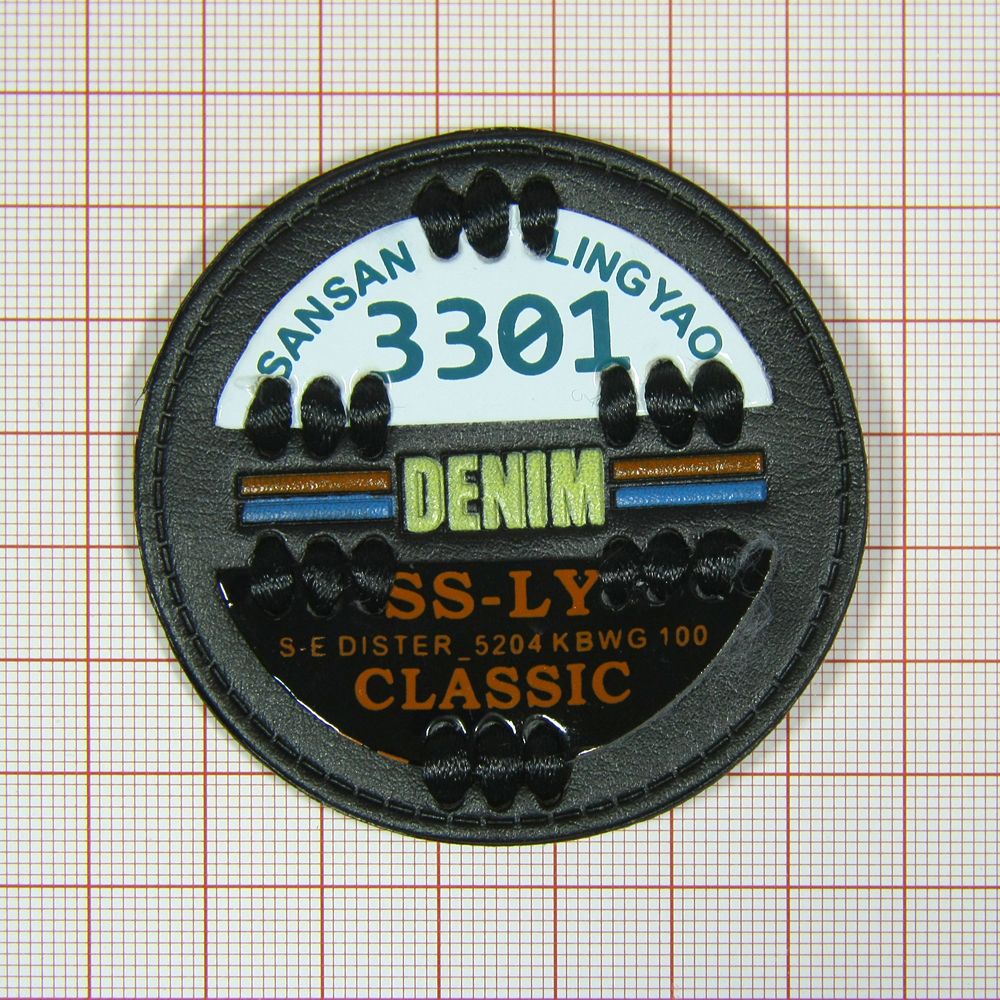 SANSAN LINGYAO
3301
DENIM
SS-LY
S-E DISTER_5204 KBWG 100
CLASSIC